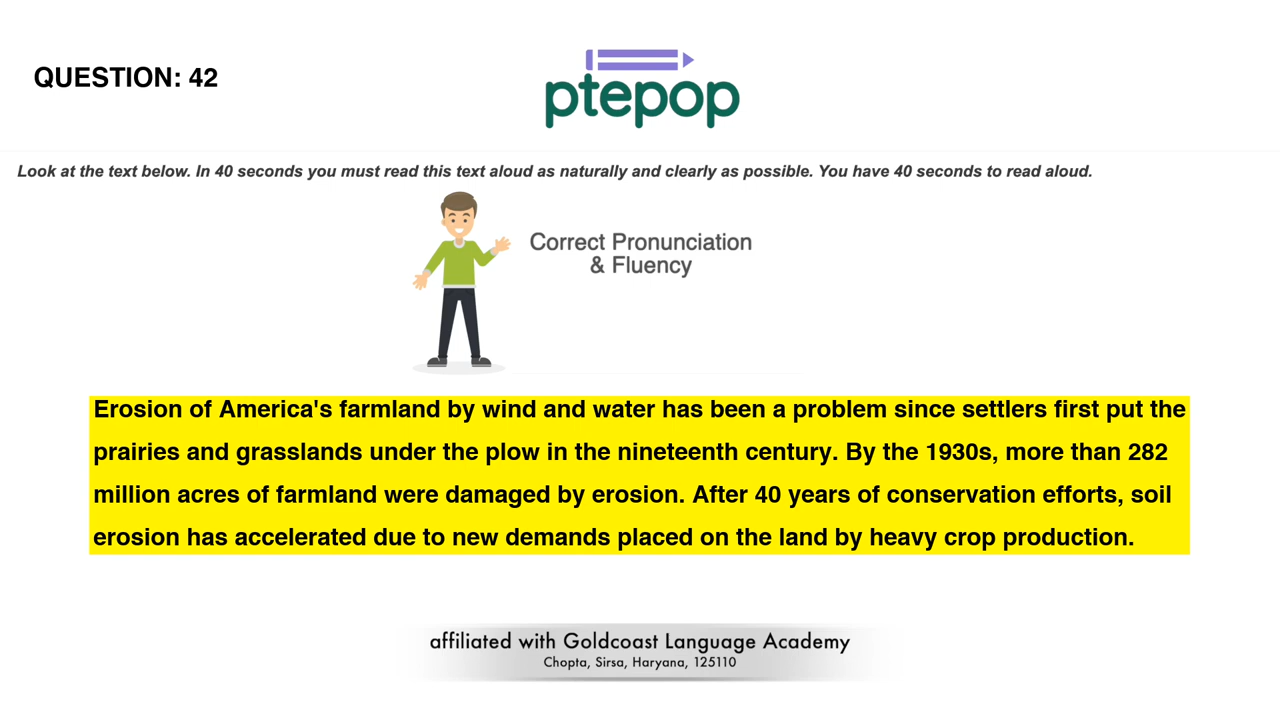 QUESTION: 42
ptepop
Look at the text below. In 40 seconds you must read this text aloud as naturally and clearly as possible. You have 40 seconds to read aloud.
Correct Pronunciation
& Fluency
Erosion of America's farmland by wind and water has been a problem since settlers first put the
prairies and grasslands under the plow in the nineteenth century. By the 1930s, more than 282
million acres of farmland were damaged by erosion. After 40 years of conservation efforts, soil
erosion has accelerated due to new demands placed on the land by heavy crop production.
affiliated with Goldcoast Language Academy
Chopta, Sirsa, Haryana, 125110